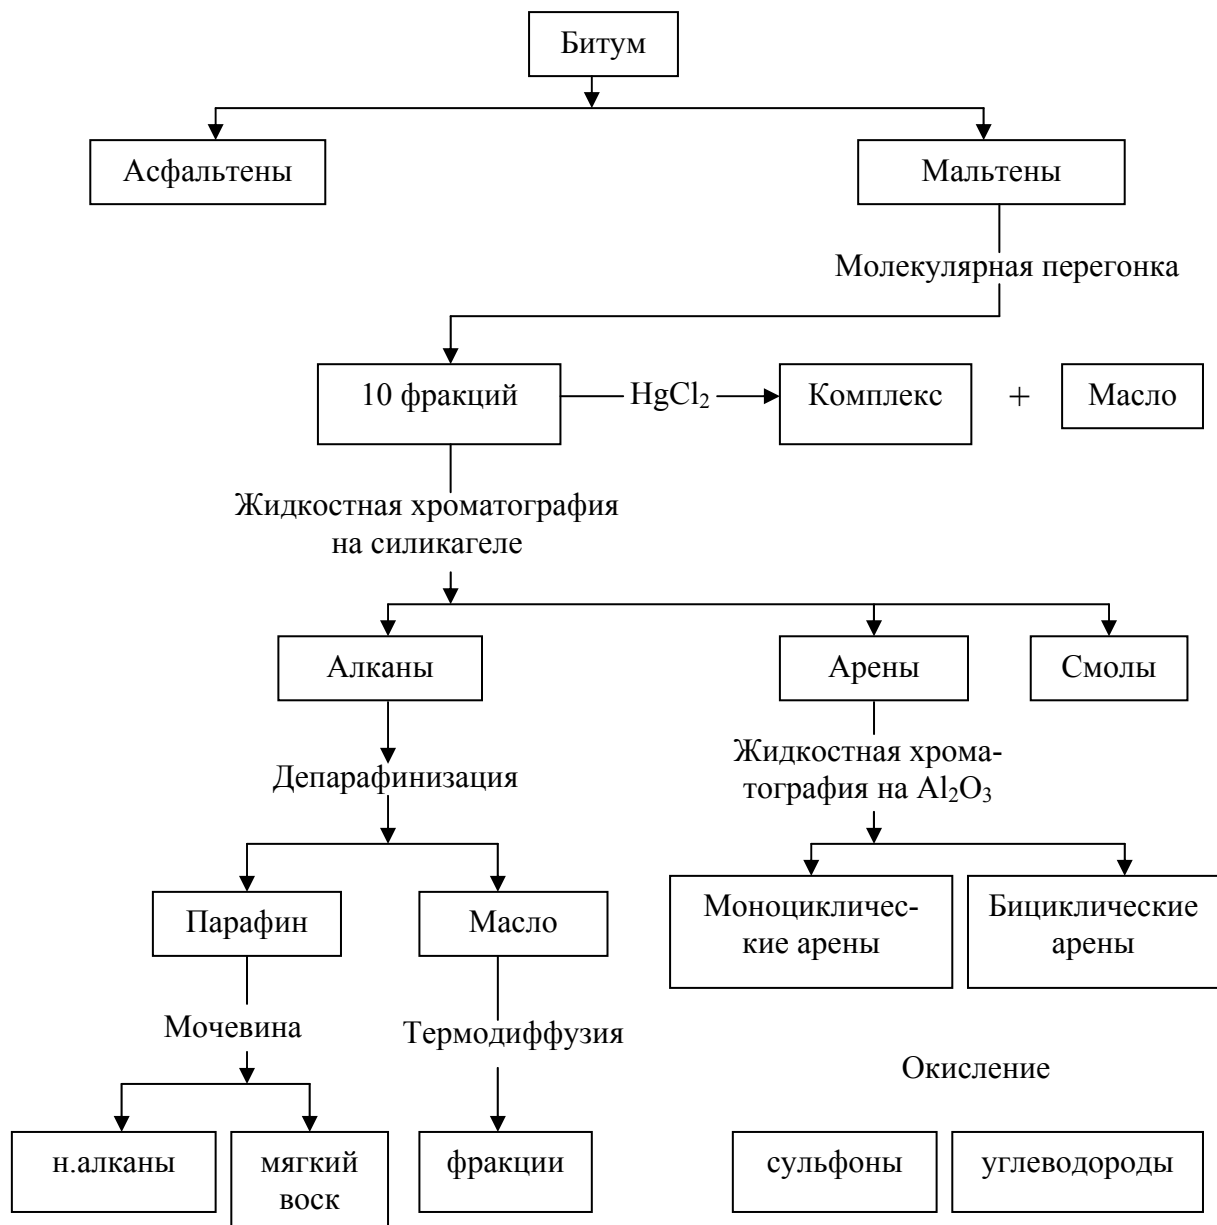 Битум
Асфальтены
Мальтены
Молекулярная перегонка
10 фракций
HgCl₂
Комплекс
+
Масло
Жидкостная хроматография
на силикагеле
Алканы
Арены
Смолы
Депарафинизация
Жидкостная хрома-
тография на Al₂O₃
Парафин
Масло
Моноцикличес-
кие арены
Бициклические
арены
Мочевина
Термодиффузия
Окисление
н.алканы
мягкий
воск
фракции
сульфоны
углеводороды